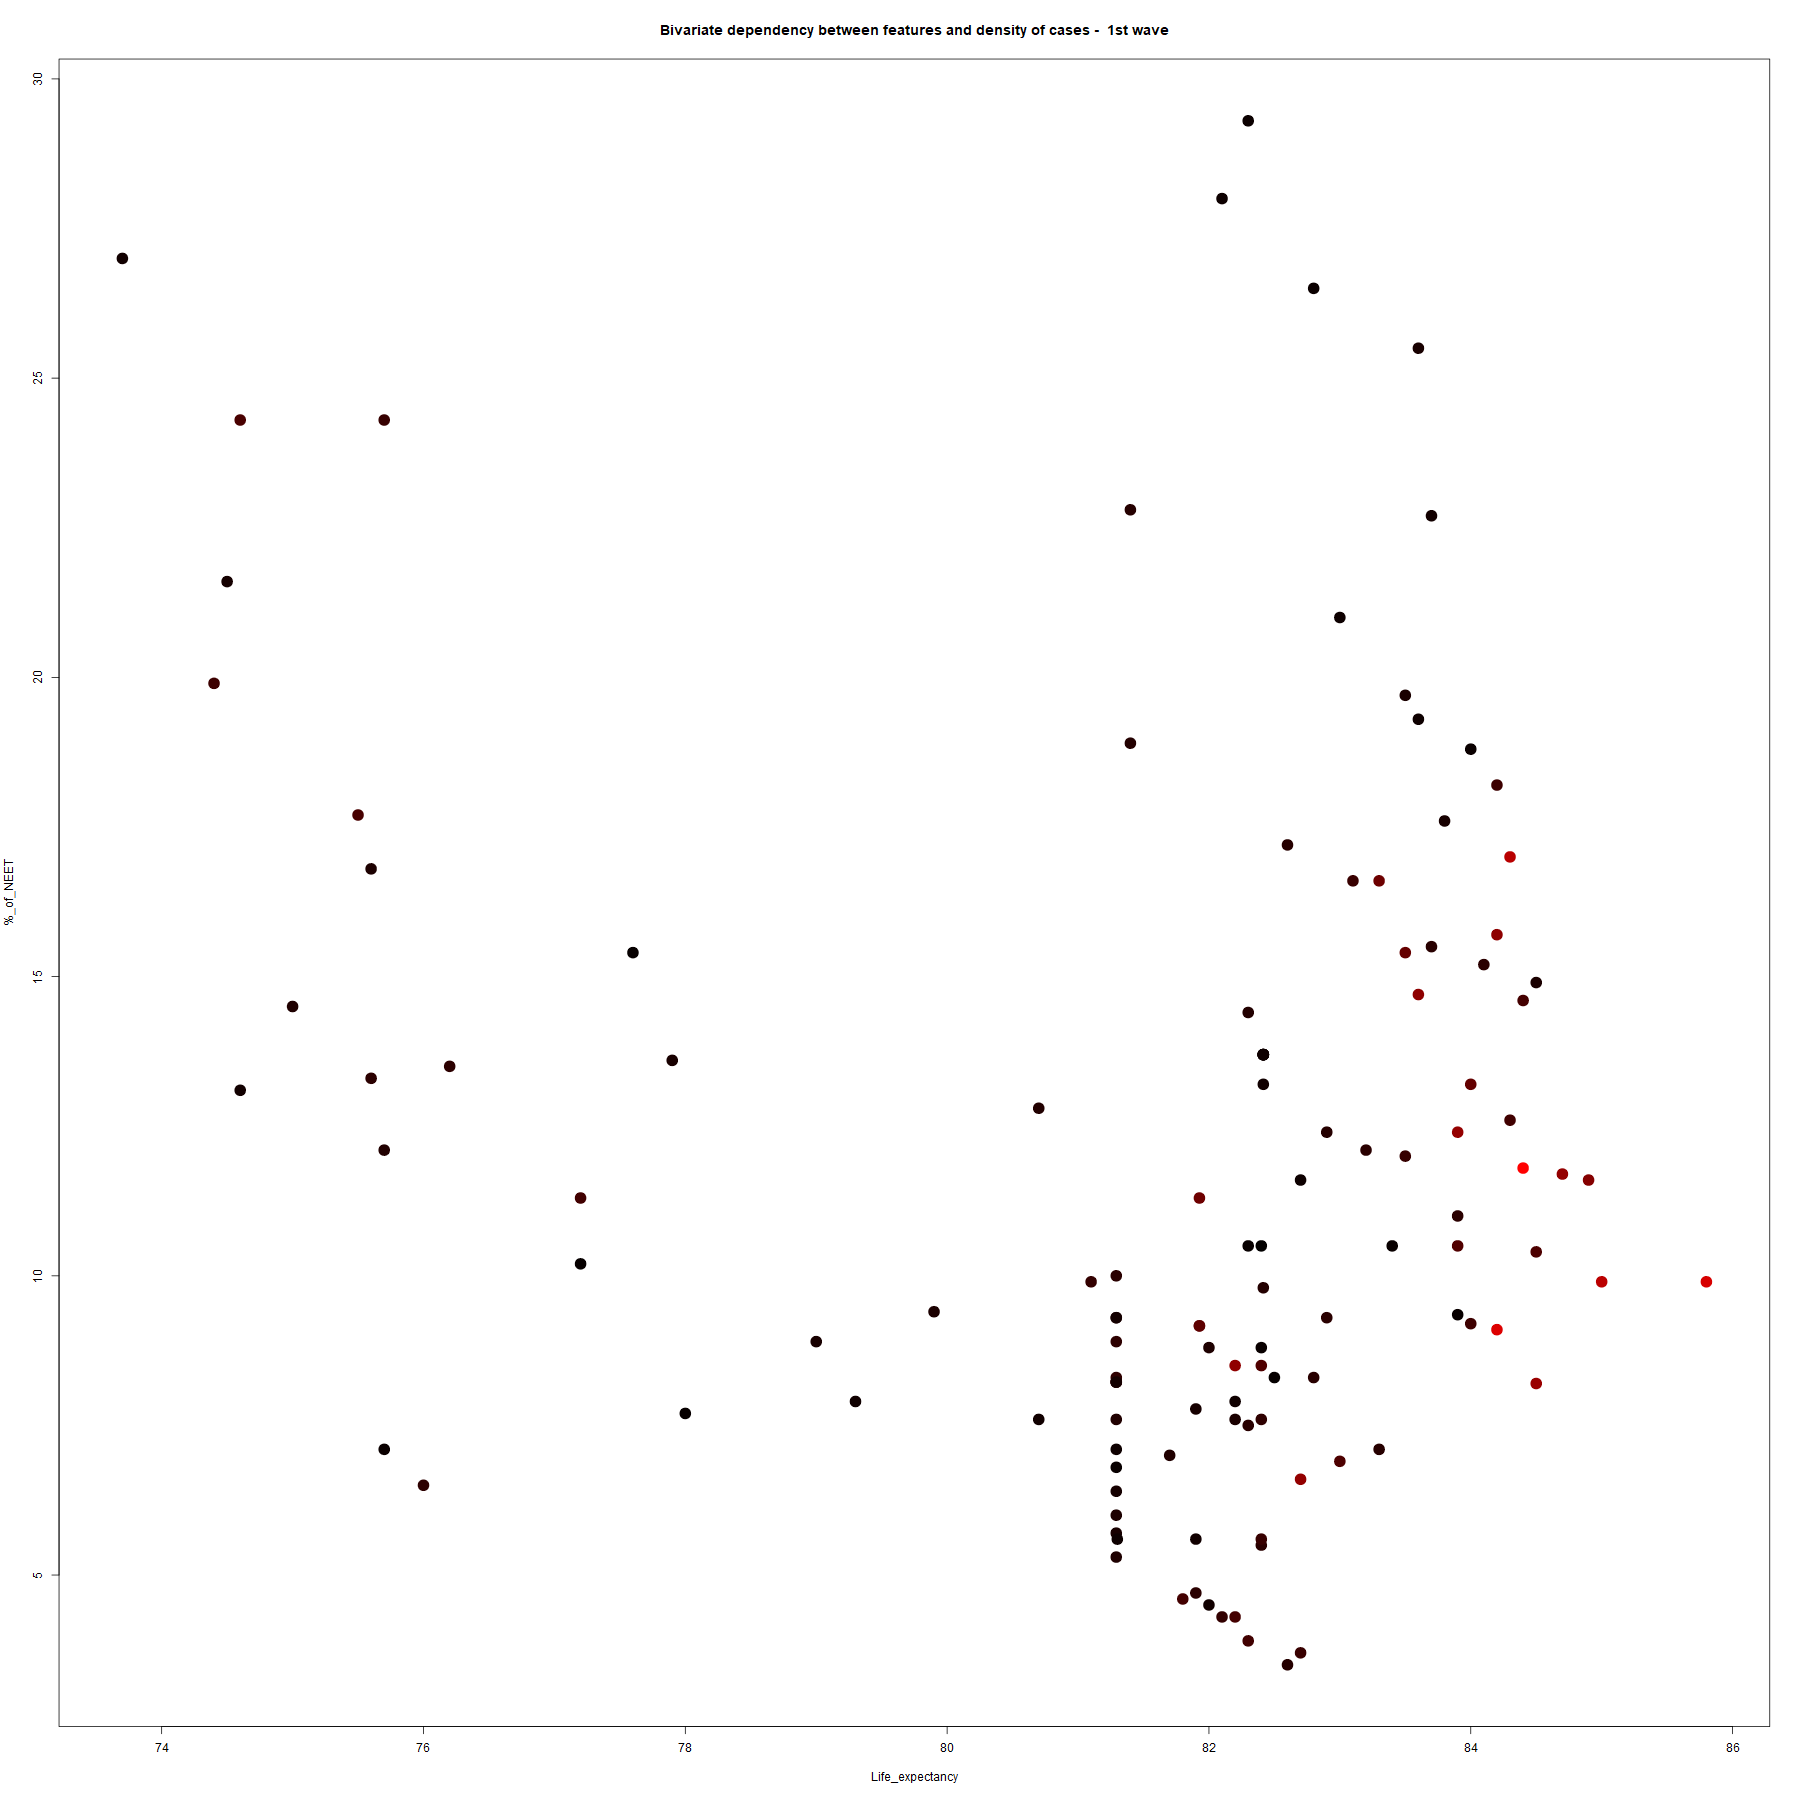 Bivariate dependency between features and density of cases -  1st wave
30
25
20
15
10
5
%_of_NEET
74 76 78 80 82 84 86
Life_expectancy